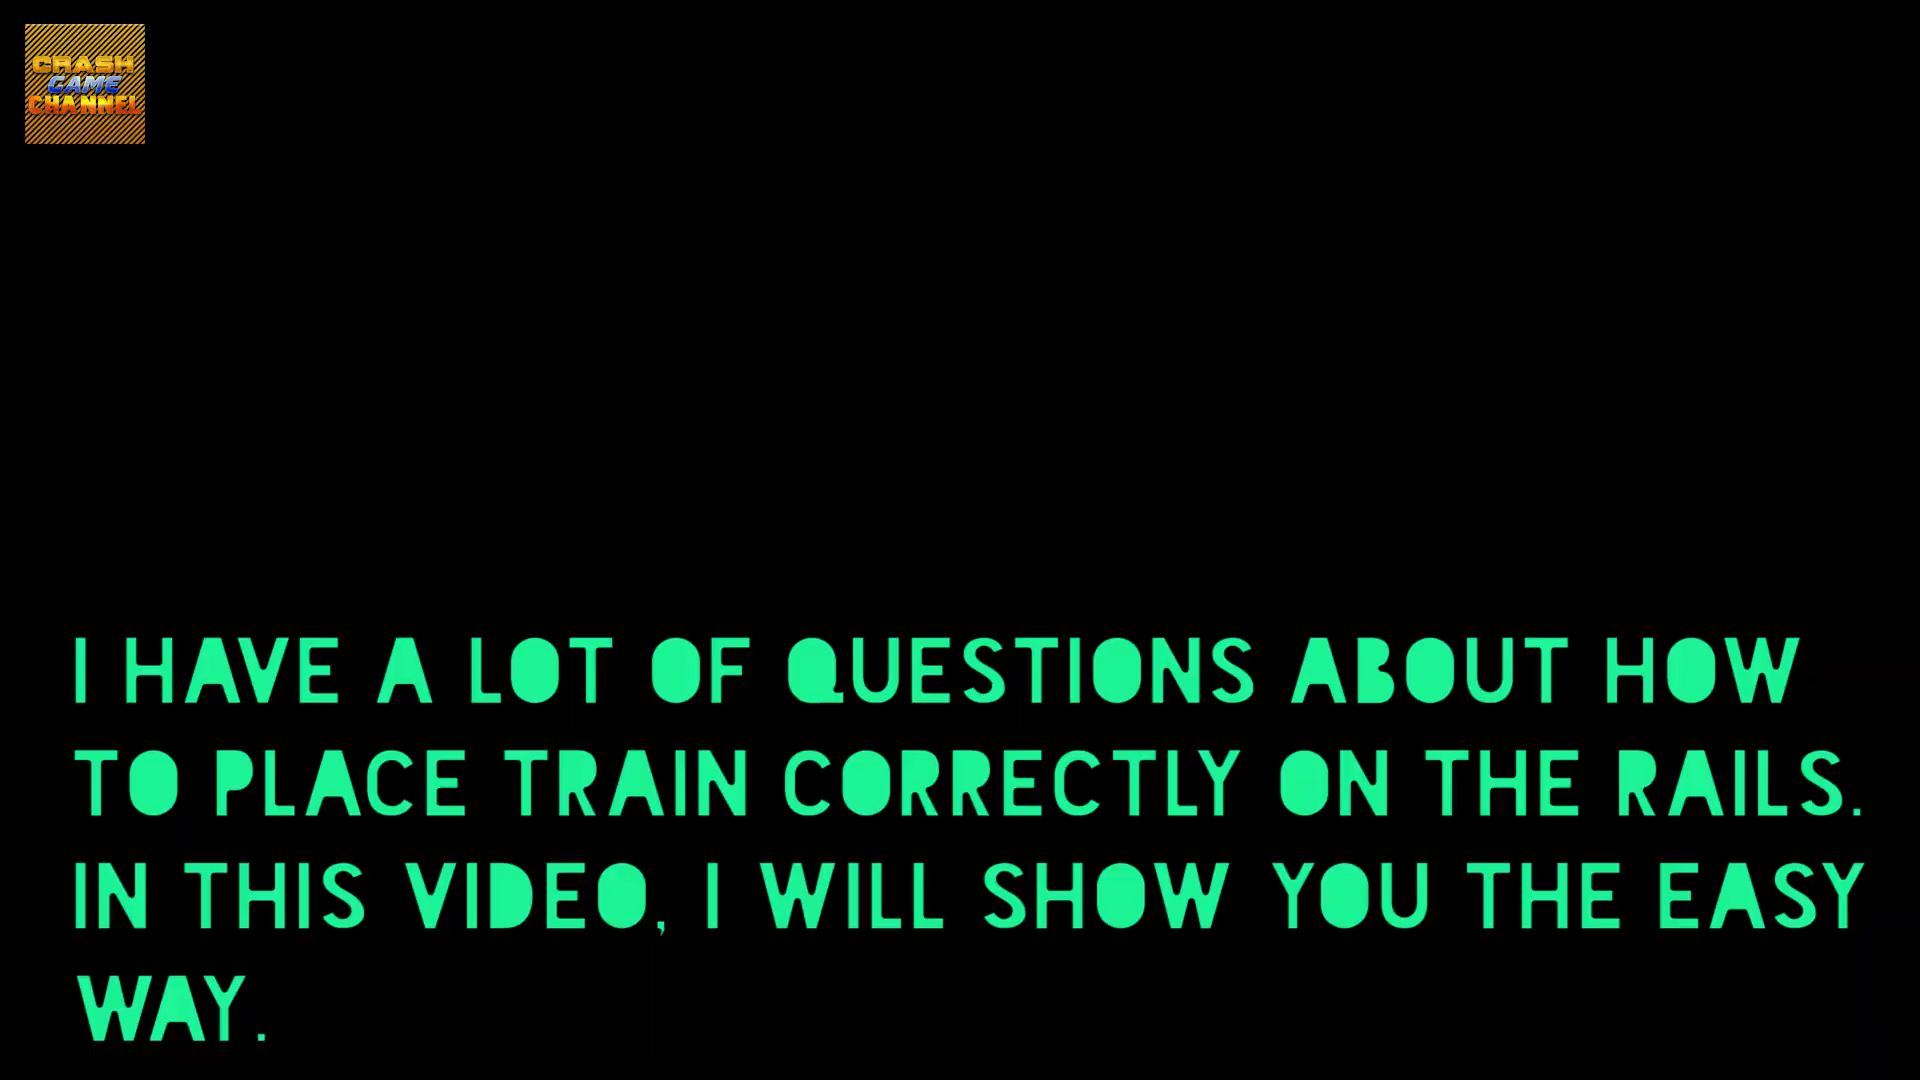 CRASH
GAME
CHANNEL
I HAVE A LOT OF QUESTIONS ABOUT HOW
TO PLACE TRAIN CORRECTLY ON THE RAILS.
IN THIS VIDEO, I WILL SHOW YOU THE EASY
WAY.